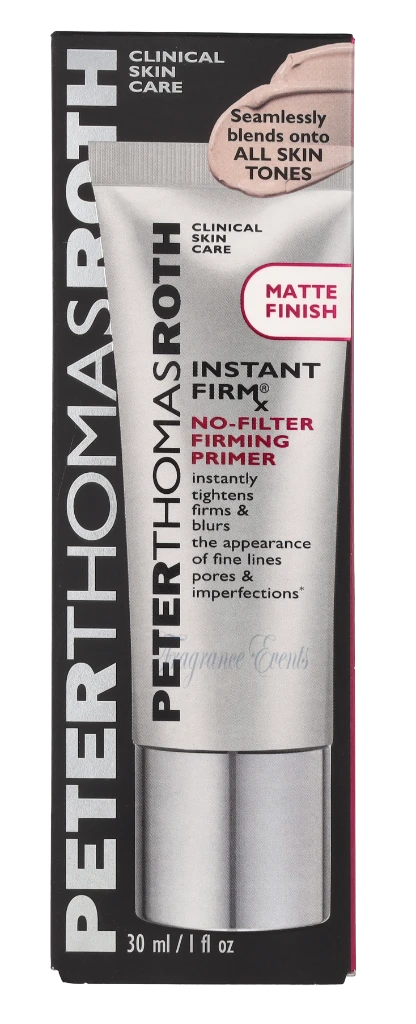 CLINICAL
SKIN
CARE
PETERTHOMASROTH
Seamlessly
blends onto
ALL SKIN
TONES
CLINICAL
SKIN
CARE
MATTE
FINISH
PETERTHOMASROTH
INSTANT
FIRM®
x
NO-FILTER
FIRMING
PRIMER
instantly
tightens
firms &
blurs
the appearance
of fine lines
pores &
imperfections*
Fragrance Events
30 ml / 1 fl oz